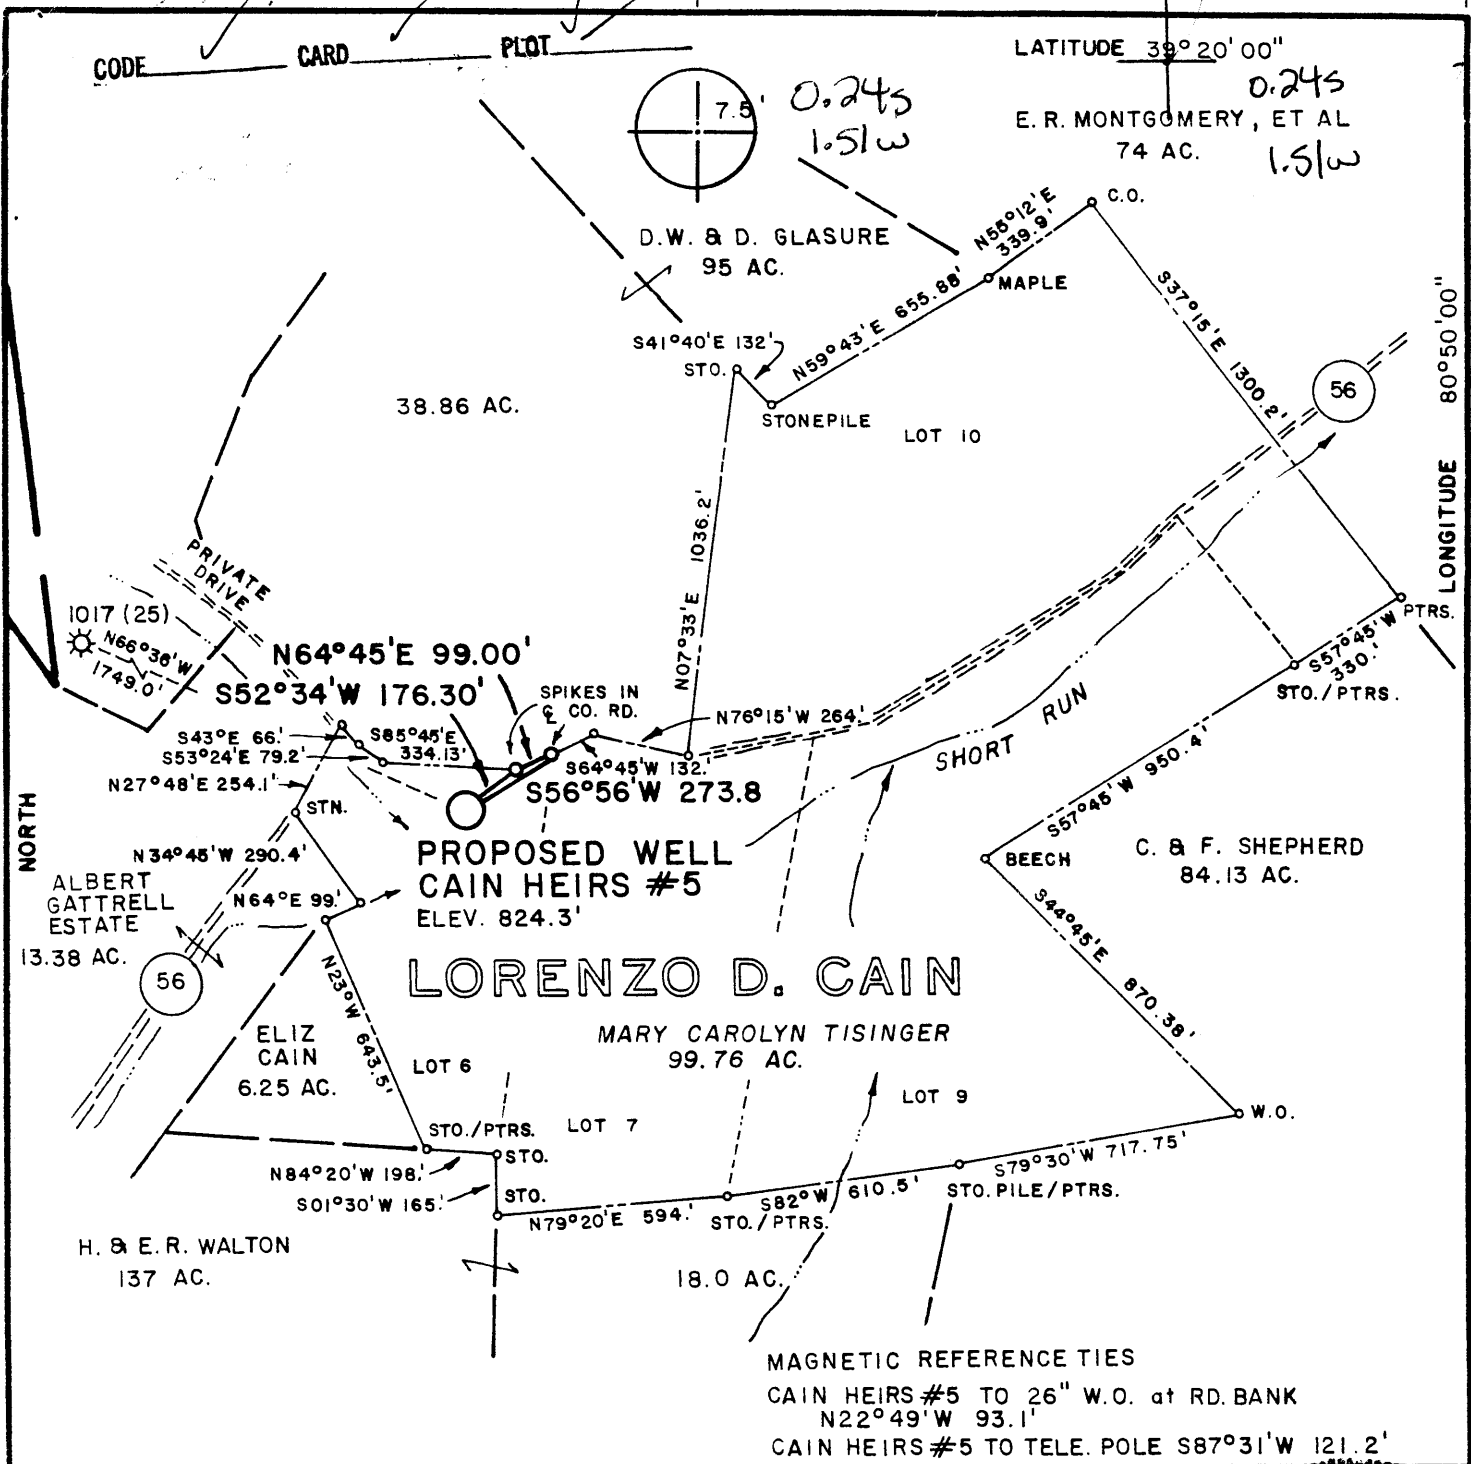 CODE CARD PLOT
LATITUDE 39°20'00"
7.5' 0.24s
1.51w
0.24s
E.R. MONTGOMERY, ET AL
74 AC.
1.51w
N55°12'E
339.9'
C.O.
D.W. & D. GLASURE
95 AC.
MAPLE
S37°15'E 1300.2'
LONGITUDE 80°50'00"
S41°40'E 132'
STO.
N59°43'E 655.88'
STONEPILE
56
38.86 AC.
LOT 10
N07°33'E 1036.2'
PRIVATE
DRIVE
1017 (25)
N66°36'W
1749.0'
N64°45'E 99.00'
S52°34'W 176.30'
SPIKES IN
℄ CO. RD.
N76°15'W 264'
PTRS.
S57°45'W
330.'
STO./PTRS.
SHORT RUN
S43°E 66.'
S53°24'E 79.2'
S85°45'E
334.13'
S64°45'W 132.'
S56°56'W 273.8
N27°48'E 254.1'
STN.
S57°45'W 950.4'
NORTH
N34°45'W 290.4'
PROPOSED WELL
CAIN HEIRS #5
ELEV. 824.3'
BEECH
C. & F. SHEPHERD
84.13 AC.
ALBERT
GATTRELL
ESTATE
13.38 AC.
N64°E 99.'
56
S44°45'E 870.38'
LORENZO D. CAIN
MARY CAROLYN TISINGER
99.76 AC.
N23°W 643.5'
ELIZ
CAIN
6.25 AC.
LOT 6
LOT 7
LOT 9
W.O.
STO./PTRS.
N84°20'W 198.'
STO.
S01°30'W 165.'
STO.
N79°20'E 594.'
STO./PTRS.
S82°W 610.5'
S79°30'W 717.75'
STO. PILE/PTRS.
H. & E.R. WALTON
137 AC.
18.0 AC.
MAGNETIC REFERENCE TIES
CAIN HEIRS #5 TO 26" W.O. at RD. BANK
N22°49'W 93.1'
CAIN HEIRS #5 TO TELE. POLE S87°31'W 121.2'